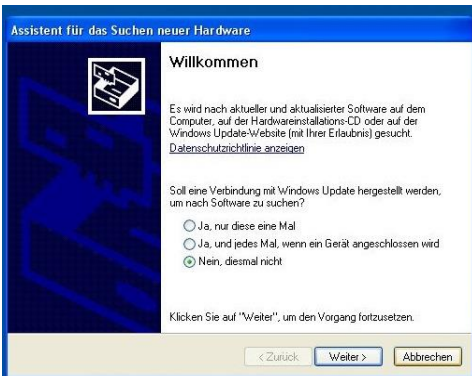 Assistent für das Suchen neuer Hardware
Willkommen
Es wird nach aktueller und aktualisierter Software auf dem
Computer, auf der Hardwareinstallations-CD oder auf der
Windows Update-Website (mit Ihrer Erlaubnis) gesucht.
Datenschutzrichtlinie anzeigen
Soll eine Verbindung mit Windows Update hergestellt werden,
um nach Software zu suchen?
Ja, nur diese eine Mal
Ja, und jedes Mal, wenn ein Gerät angeschlossen wird
Nein, diesmal nicht
Klicken Sie auf "Weiter", um den Vorgang fortzusetzen.
< Zurück Weiter > Abbrechen